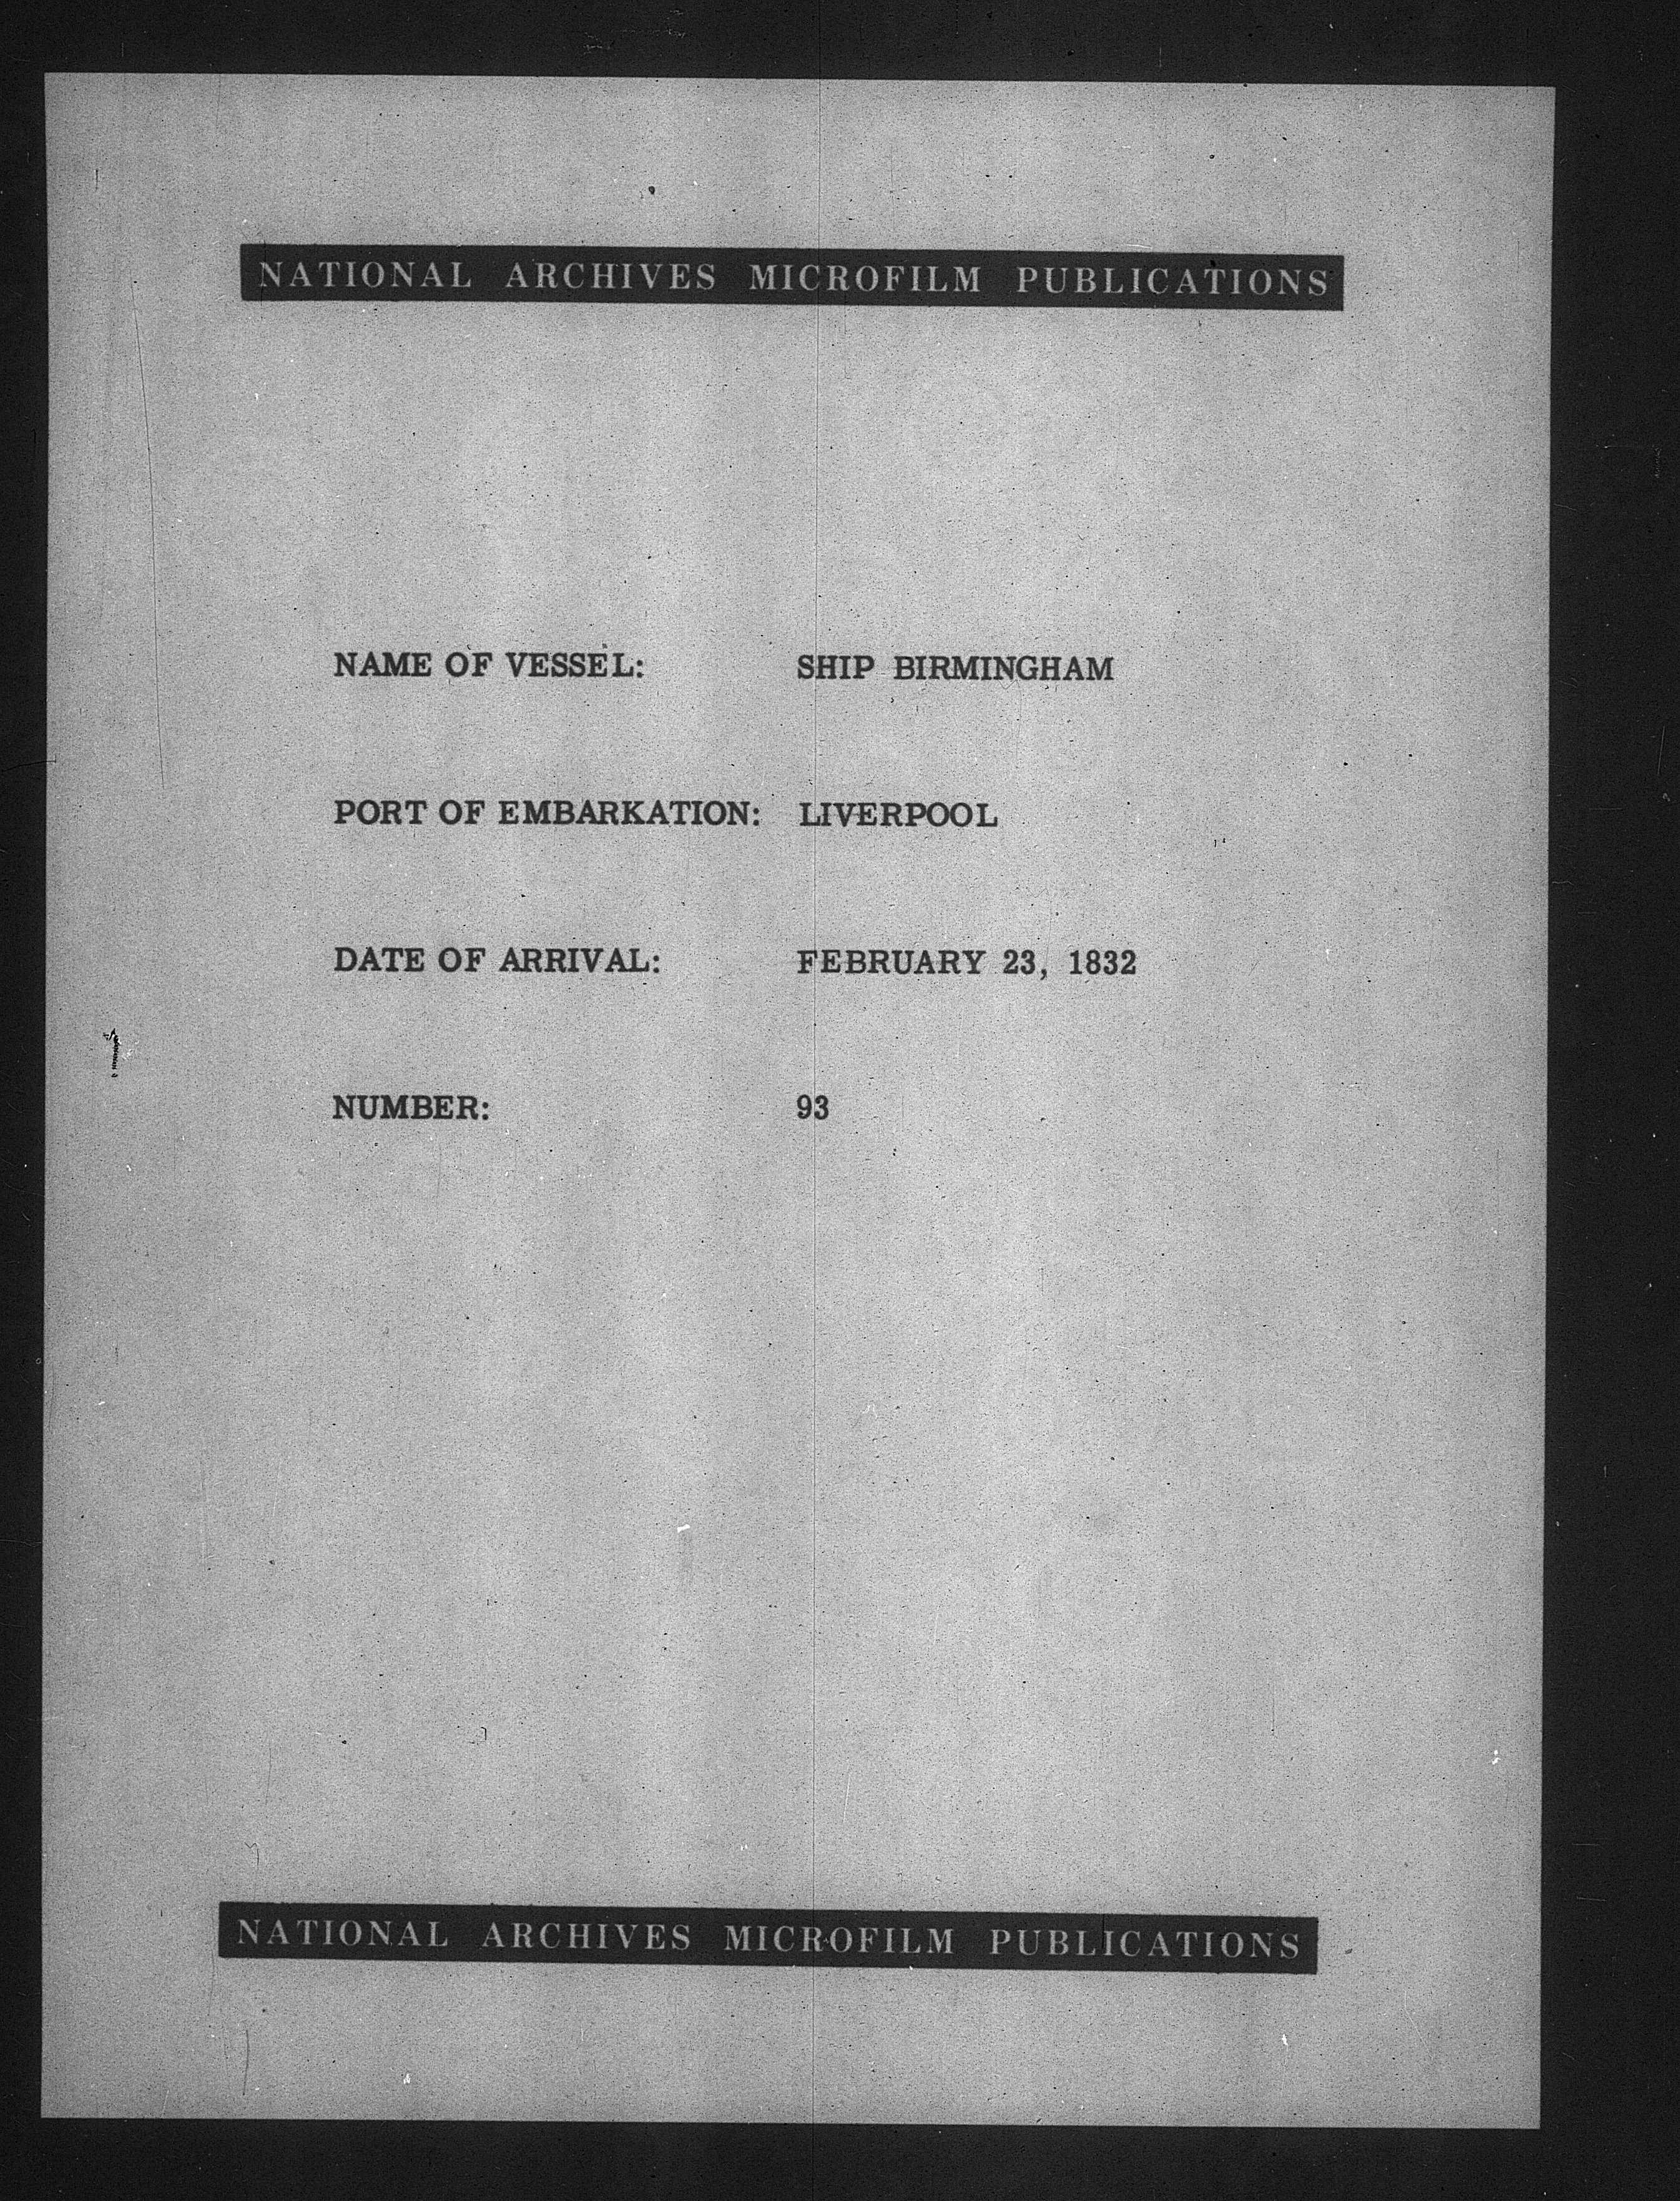 NATIONAL ARCHIVES MICROFILM PUBLICATIONS
NAME OF VESSEL: SHIP BIRMINGHAM
PORT OF EMBARKATION: LIVERPOOL
DATE OF ARRIVAL: FEBRUARY 23, 1832
NUMBER: 93
NATIONAL ARCHIVES MICROFILM PUBLICATIONS